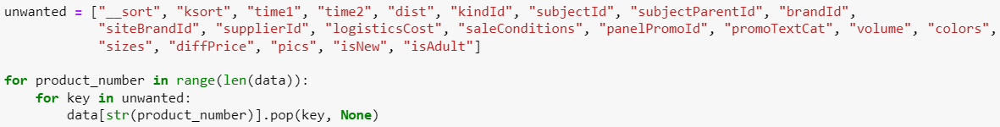 unwanted = ["__sort", "ksort", "time1", "time2", "dist", "kindId", "subjectId", "subjectParentId", "brandId",
            "siteBrandId", "supplierId", "logisticsCost", "saleConditions", "panelPromoId", "promoTextCat", "volume", "colors",
            "sizes", "diffPrice", "pics", "isNew", "isAdult"]
for product_number in range(len(data)):
    for key in unwanted:
        data[str(product_number)].pop(key, None)